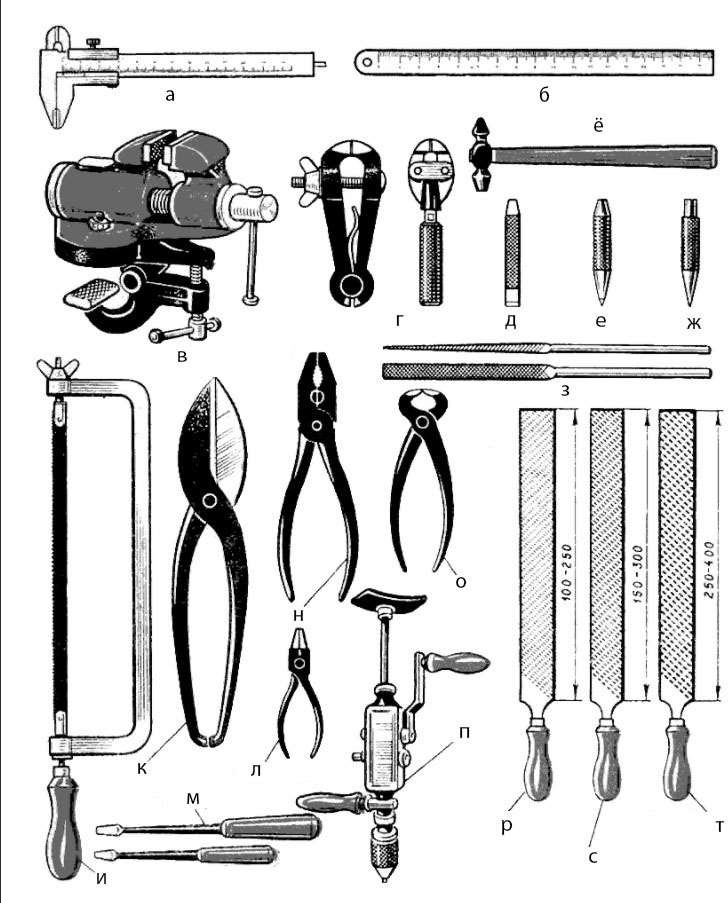 а
б
ё
в
г
д
е
ж
з
и
к
л
м
н
о
п
р
с
т
100-250
150-300
250-400